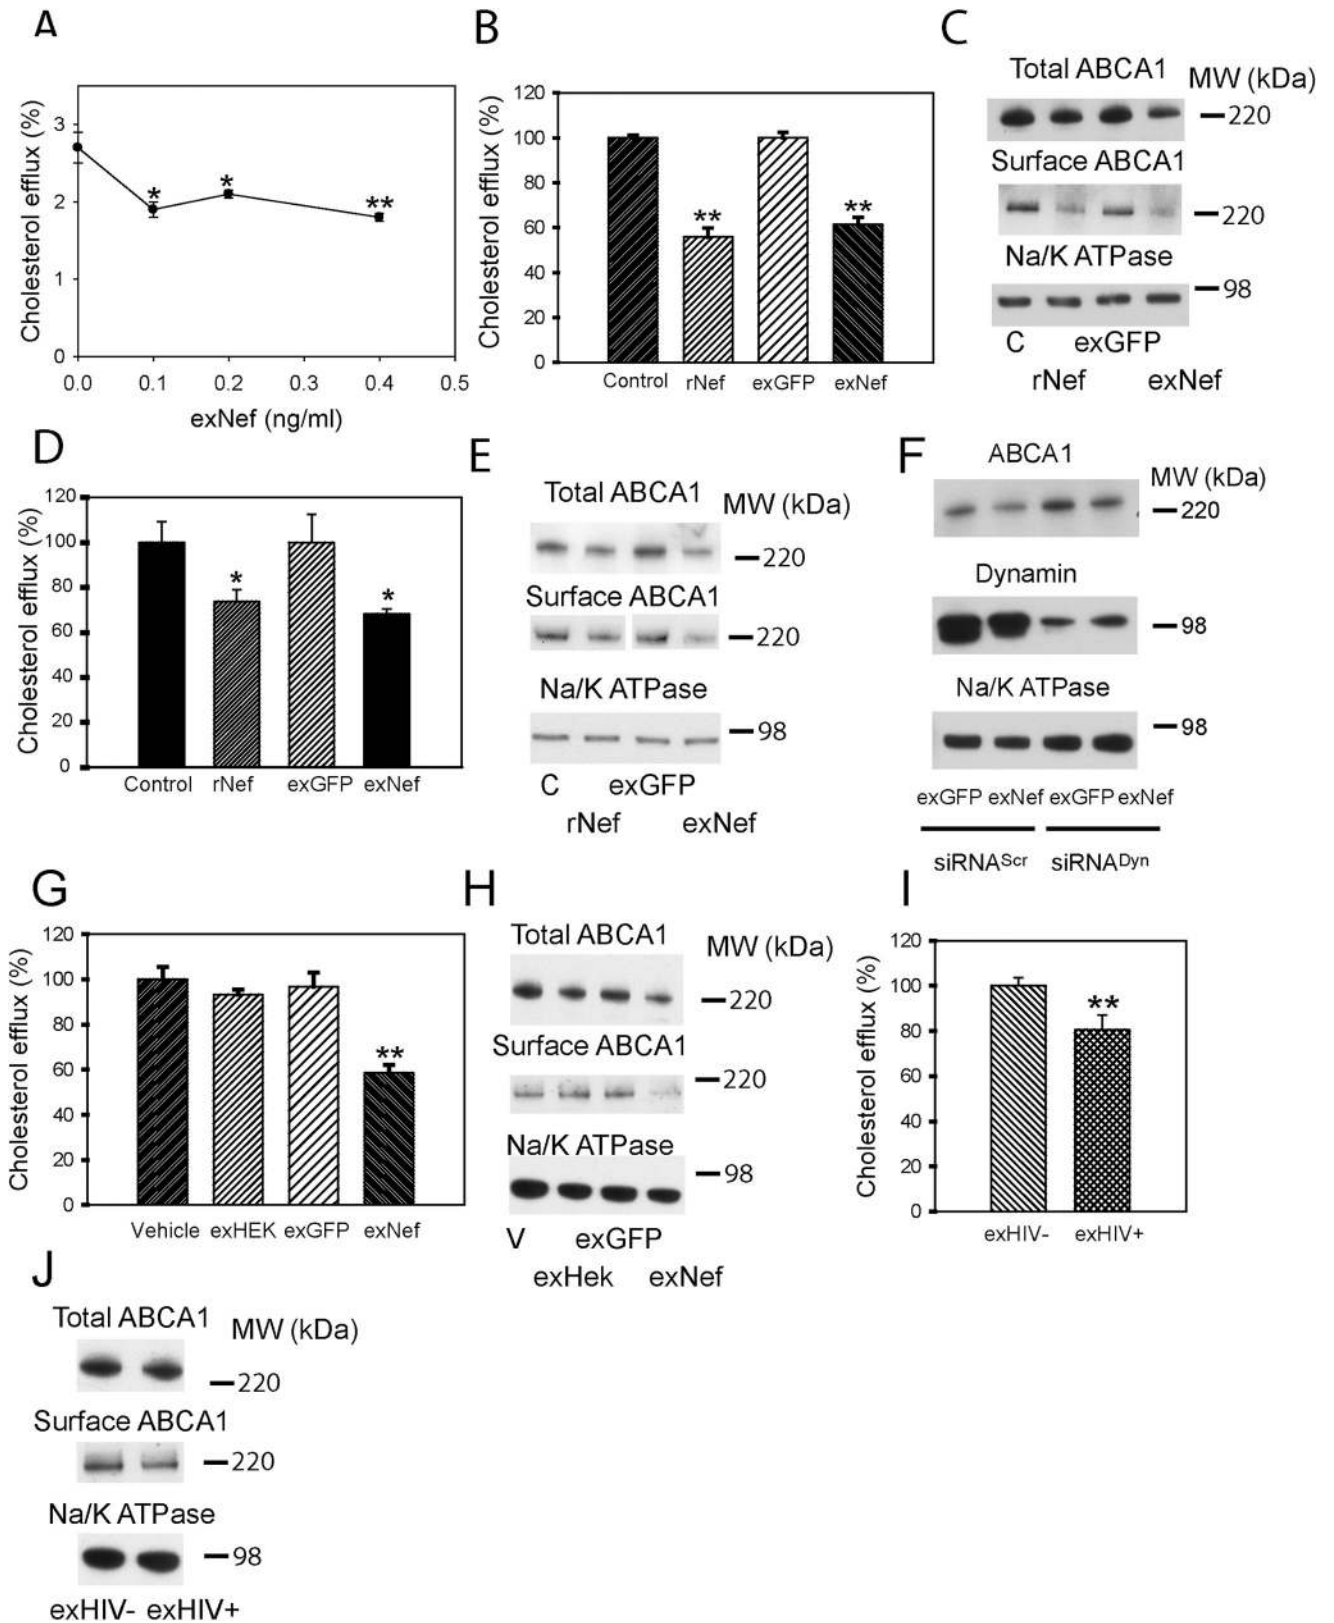 A
Cholesterol efflux (%)
3
2
1
0
*
*
**
0.0 0.1 0.2 0.3 0.4 0.5
exNef (ng/ml)
B
Cholesterol efflux (%)
120
100
80
60
40
20
0
**
**
Control rNef exGFP exNef
C
Total ABCA1
MW (kDa)
220
Surface ABCA1
220
Na/K ATPase
98
C exGFP
rNef exNef
D
Cholesterol efflux (%)
120
100
80
60
40
20
0
*
*
Control rNef exGFP exNef
E
Total ABCA1
MW (kDa)
220
Surface ABCA1
220
Na/K ATPase
98
C exGFP
rNef exNef
F
ABCA1
MW (kDa)
220
Dynamin
98
Na/K ATPase
98
exGFP exNef exGFP exNef
siRNAScr siRNADyn
G
Cholesterol efflux (%)
120
100
80
60
40
20
0
**
Vehicle exHEK exGFP exNef
H
Total ABCA1
MW (kDa)
220
Surface ABCA1
220
Na/K ATPase
98
V exGFP
exHek exNef
I
Cholesterol efflux (%)
120
100
80
60
40
20
0
**
exHIV- exHIV+
J
Total ABCA1
MW (kDa)
220
Surface ABCA1
220
Na/K ATPase
98
exHIV- exHIV+